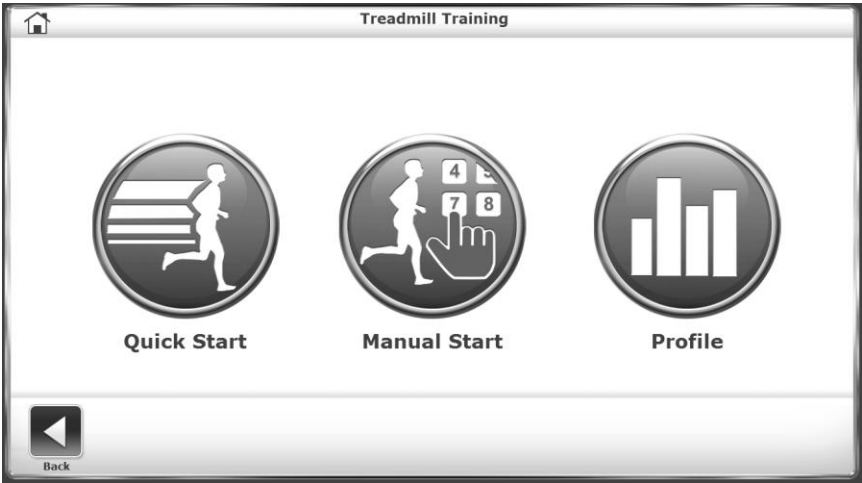 Treadmill Training
4
7 8
Quick Start
Manual Start
Profile
Back